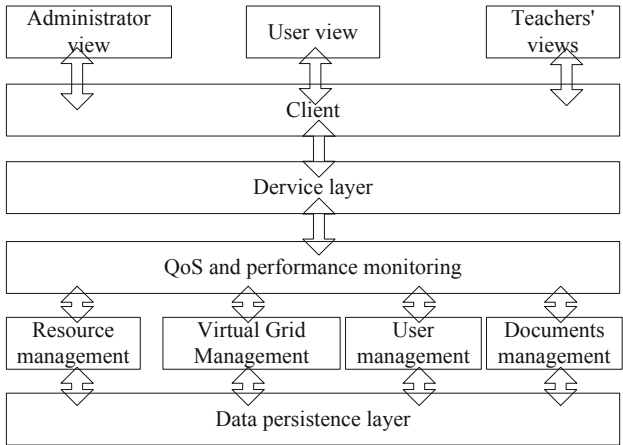 Administrator
view
User view
Teachers'
views
Client
Dervice layer
QoS and performance monitoring
Resource
management
Virtual Grid
Management
User
management
Documents
management
Data persistence layer